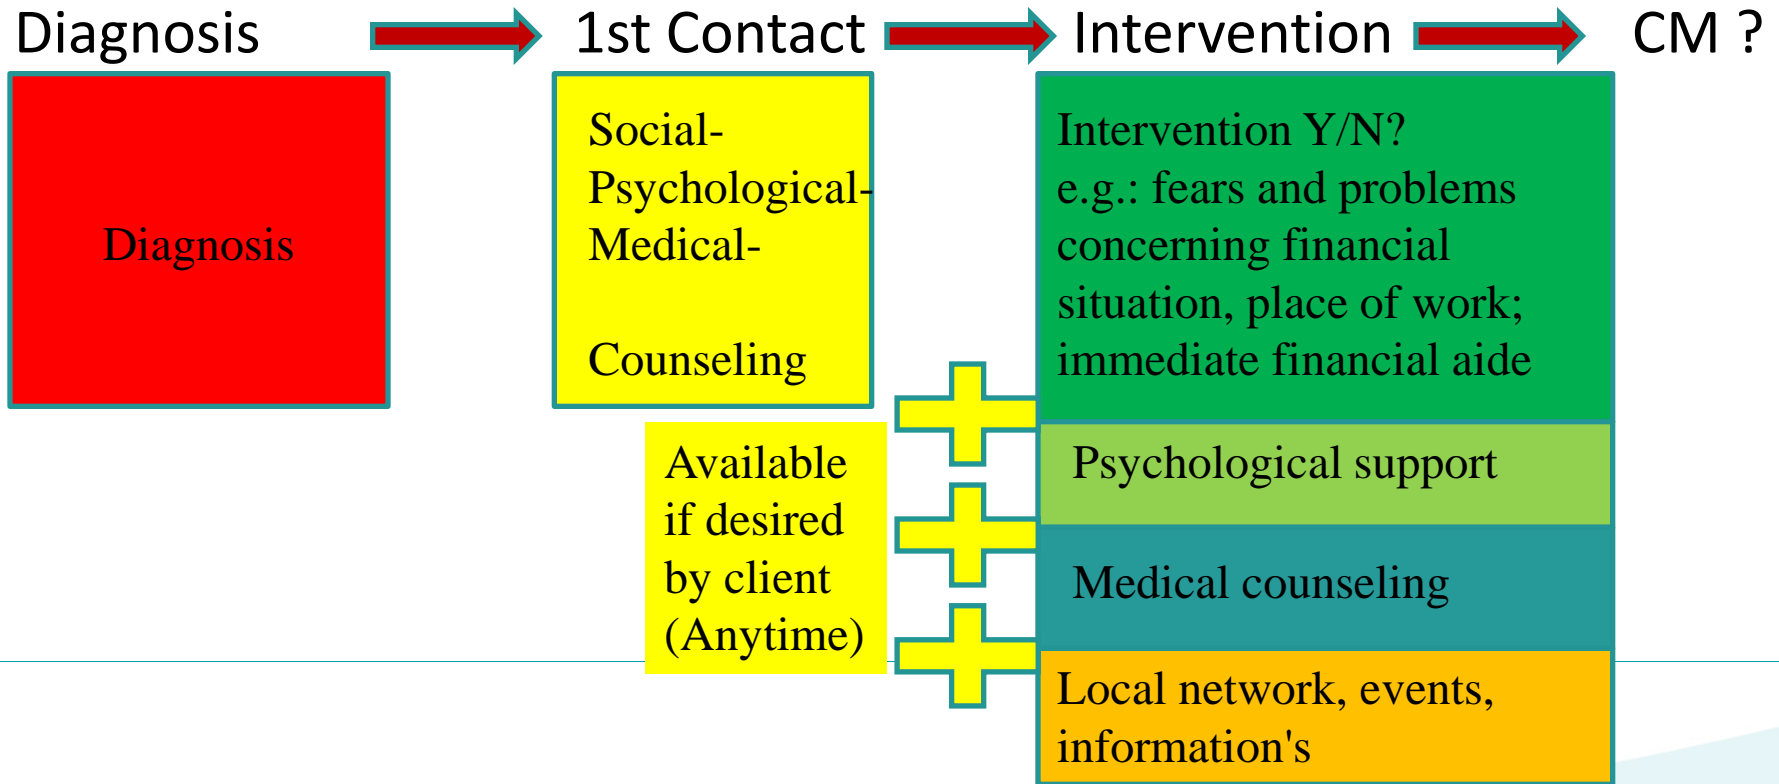 Diagnosis 1st Contact Intervention CM ?
Diagnosis
Social-
Psychological-
Medical-
Counseling
Available
if desired
by client
(Anytime)
Intervention Y/N?
e.g.: fears and problems
concerning financial
situation, place of work;
immediate financial aide
Psychological support
Medical counseling
Local network, events,
information's